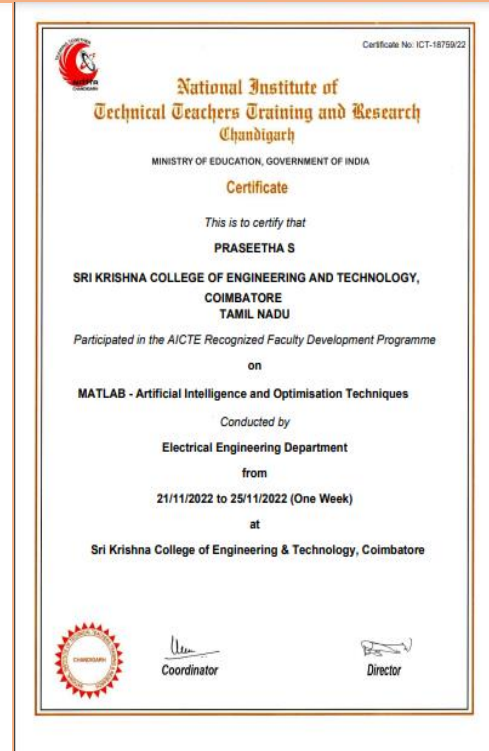 Certificate No: ICT-18759/22
NITTTR
CHANDIGARH
National Institute of
Technical Teachers Training and Research
Chandigarh
MINISTRY OF EDUCATION, GOVERNMENT OF INDIA
Certificate
This is to certify that
PRASEETHA S
SRI KRISHNA COLLEGE OF ENGINEERING AND TECHNOLOGY,
COIMBATORE
TAMIL NADU
Participated in the AICTE Recognized Faculty Development Programme
on
MATLAB - Artificial Intelligence and Optimisation Techniques
Conducted by
Electrical Engineering Department
from
21/11/2022 to 25/11/2022 (One Week)
at
Sri Krishna College of Engineering & Technology, Coimbatore
CHANDIGARH
Coordinator
Director